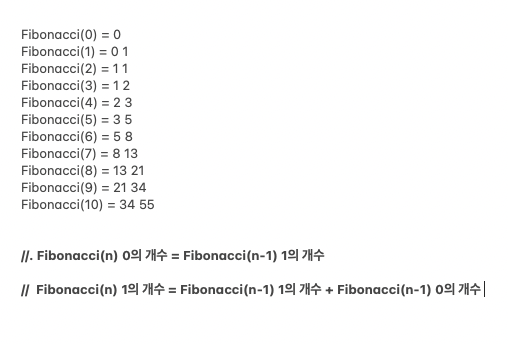 Fibonacci(0) = 0
Fibonacci(1) = 0 1
Fibonacci(2) = 1 1
Fibonacci(3) = 1 2
Fibonacci(4) = 2 3
Fibonacci(5) = 3 5
Fibonacci(6) = 5 8
Fibonacci(7) = 8 13
Fibonacci(8) = 13 21
Fibonacci(9) = 21 34
Fibonacci(10) = 34 55
//. Fibonacci(n) 0의 개수 = Fibonacci(n-1) 1의 개수
// Fibonacci(n) 1의 개수 = Fibonacci(n-1) 1의 개수 + Fibonacci(n-1) 0의 개수